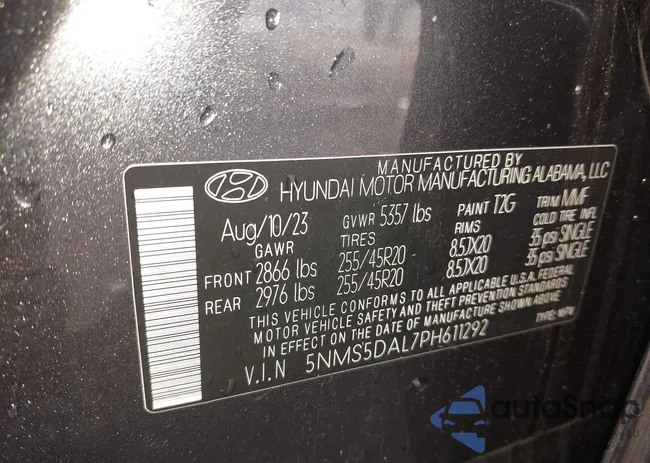 MANUFACTURED BY
HYUNDAI MOTOR MANUFACTURING ALABAMA, LLC
Aug/10/23 GVWR 5357 lbs PAINT T2G TRIM MMF
GAWR TIRES RIMS COLD TIRE INFL
FRONT 2866 lbs 255/45R20 8.5JX20 35 psi SINGLE
REAR 2976 lbs 255/45R20 8.5JX20 35 psi SINGLE
THIS VEHICLE CONFORMS TO ALL APPLICABLE U.S.A. FEDERAL
MOTOR VEHICLE SAFETY AND THEFT PREVENTION STANDARDS
IN EFFECT ON THE DATE OF MANUFACTURE SHOWN ABOVE
V.I.N 5NMS5DAL7PH611292 TYPE: MPV
autoSnap